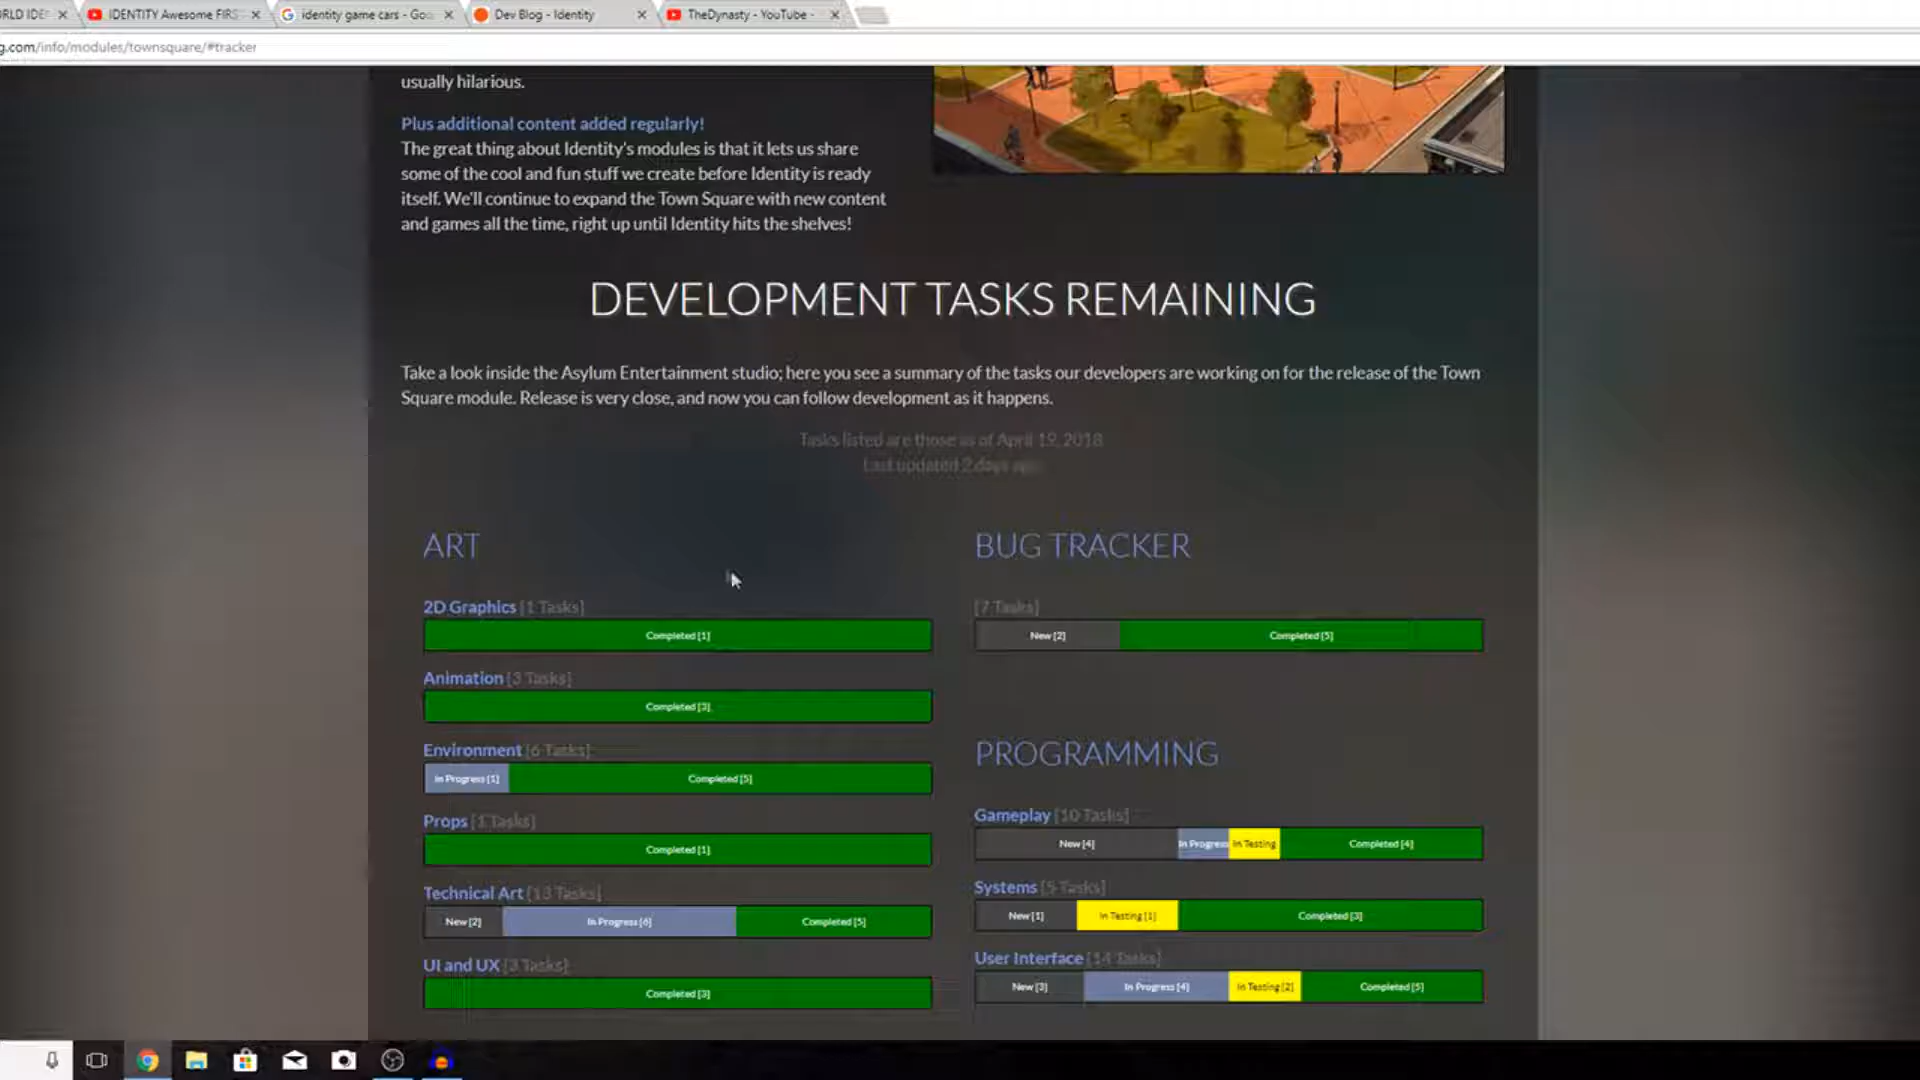 ORLD IDE
IDENTITY Awesome FIRS
identity game cars - Goo
Dev Blog - Identity
TheDynasty - YouTube -
g.com/info/modules/townsquare/#tracker
usually hilarious.
Plus additional content added regularly!
The great thing about Identity's modules is that it lets us share
some of the cool and fun stuff we create before Identity is ready
itself. We'll continue to expand the Town Square with new content
and games all the time, right up until Identity hits the shelves!
DEVELOPMENT TASKS REMAINING
Take a look inside the Asylum Entertainment studio; here you see a summary of the tasks our developers are working on for the release of the Town
Square module. Release is very close, and now you can follow development as it happens.
Tasks listed are those as of April 19, 2018
Last updated 2 days ago
ART
2D Graphics [1 Tasks]
Completed [1]
Animation [3 Tasks]
Completed [3]
Environment [6 Tasks]
In Progress [1] Completed [5]
Props [1 Tasks]
Completed [1]
Technical Art [13 Tasks]
New [2] In Progress [6] Completed [5]
UI and UX [3 Tasks]
Completed [3]
BUG TRACKER
[7 Tasks]
New [2] Completed [5]
PROGRAMMING
Gameplay [10 Tasks]
New [4] In Progress In Testing Completed [4]
Systems [5 Tasks]
New [1] In Testing [1] Completed [3]
User Interface [14 Tasks]
New [3] In Progress [4] In Testing [2] Completed [5]